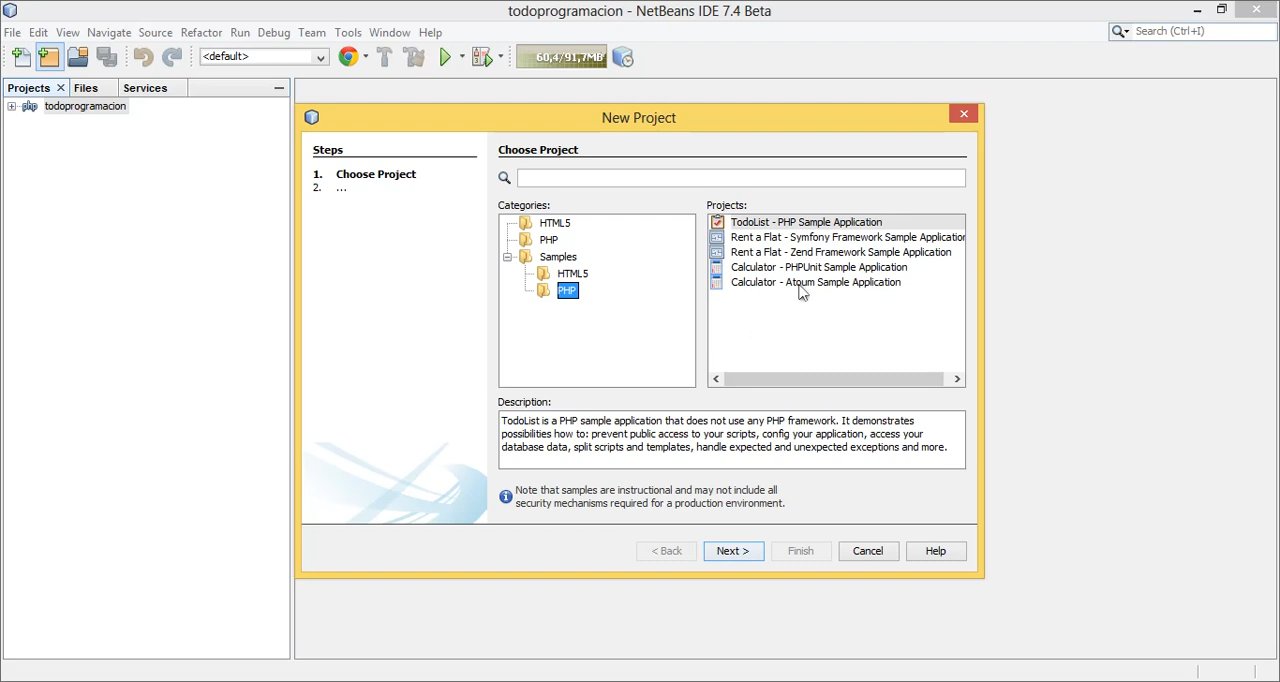 todoprogramacion - NetBeans IDE 7.4 Beta
File Edit View Navigate Source Refactor Run Debug Team Tools Window Help
Search (Ctrl+I)
<default>
60,4/91,7MB
Projects Files Services
php todoprogramacion
New Project
Steps
1. Choose Project
2. ...
Choose Project
Categories:
HTML5
PHP
Samples
HTML5
PHP
Projects:
TodoList - PHP Sample Application
Rent a Flat - Symfony Framework Sample Application
Rent a Flat - Zend Framework Sample Application
Calculator - PHPUnit Sample Application
Calculator - Atoum Sample Application
Description:
TodoList is a PHP sample application that does not use any PHP framework. It demonstrates
possibilities how to: prevent public access to your scripts, config your application, access your
database data, split scripts and templates, handle expected and unexpected exceptions and more.
Note that samples are instructional and may not include all
security mechanisms required for a production environment.
< Back Next > Finish Cancel Help